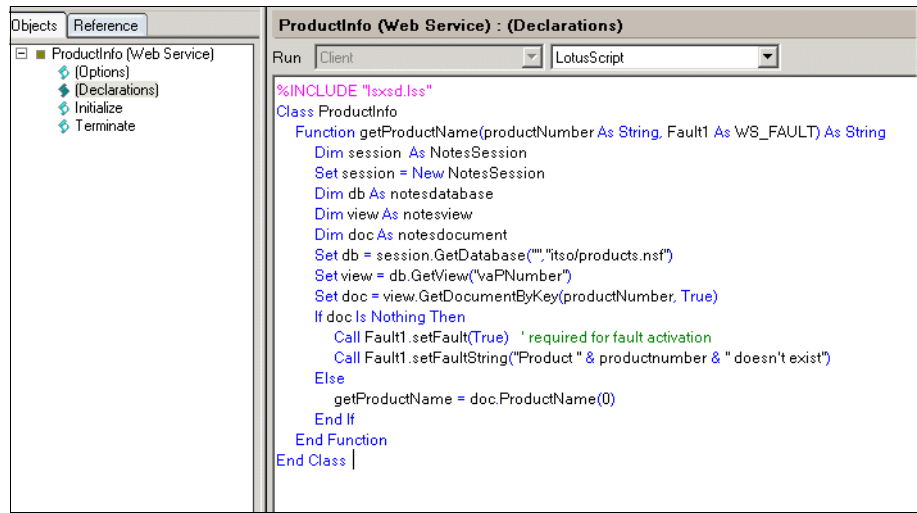 Objects Reference
ProductInfo (Web Service)
(Options)
(Declarations)
Initialize
Terminate
ProductInfo (Web Service) : (Declarations)
Run Client LotusScript
%INCLUDE "lsxsd.lss"
Class ProductInfo
Function getProductName(productNumber As String, Fault1 As WS_FAULT) As String
Dim session As NotesSession
Set session = New NotesSession
Dim db As notesdatabase
Dim view As notesview
Dim doc As notesdocument
Set db = session.GetDatabase("","itso/products.nsf")
Set view = db.GetView("vaPNumber")
Set doc = view.GetDocumentByKey(productNumber, True)
If doc Is Nothing Then
Call Fault1.setFault(True) ' required for fault activation
Call Fault1.setFaultString("Product " & productnumber & " doesn't exist")
Else
getProductName = doc.ProductName(0)
End If
End Function
End Class